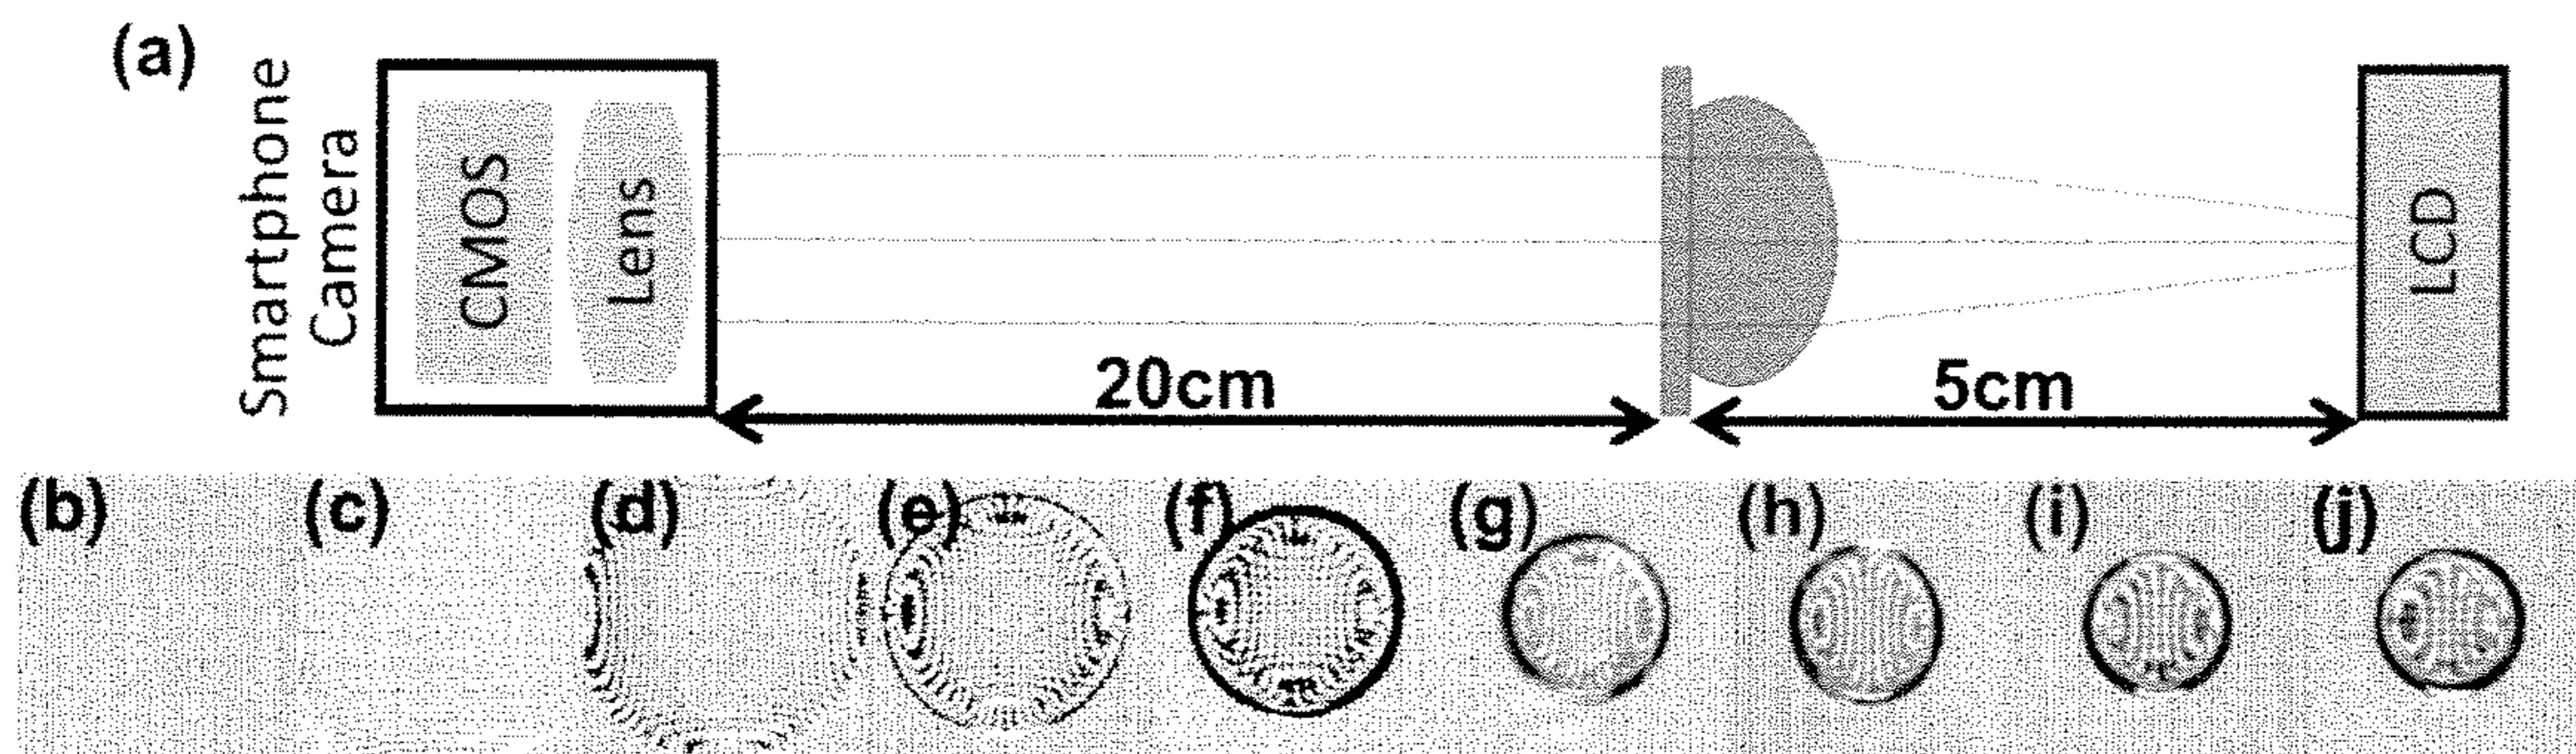 (a)
Smartphone
Camera
CMOS
Lens
20cm
5cm
LCD
(b) (c) (d) (e) (f) (g) (h) (i) (j)